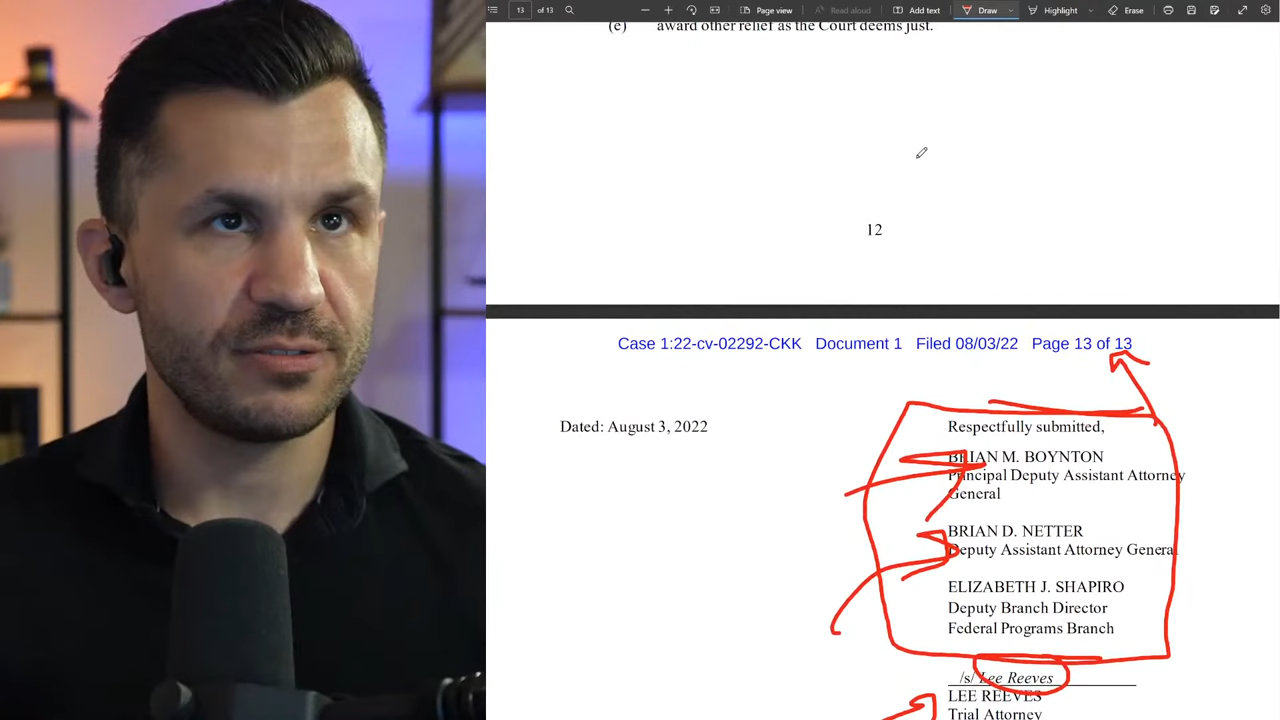 13 of 13
Page view
Read aloud
Add text
Draw
Highlight
Erase
(e) award other relief as the Court deems just.
12
Case 1:22-cv-02292-CKK Document 1 Filed 08/03/22 Page 13 of 13
Dated: August 3, 2022
Respectfully submitted,
BRIAN M. BOYNTON
Principal Deputy Assistant Attorney
General
BRIAN D. NETTER
Deputy Assistant Attorney General
ELIZABETH J. SHAPIRO
Deputy Branch Director
Federal Programs Branch
/s/ Lee Reeves
LEE REEVES
Trial Attorney